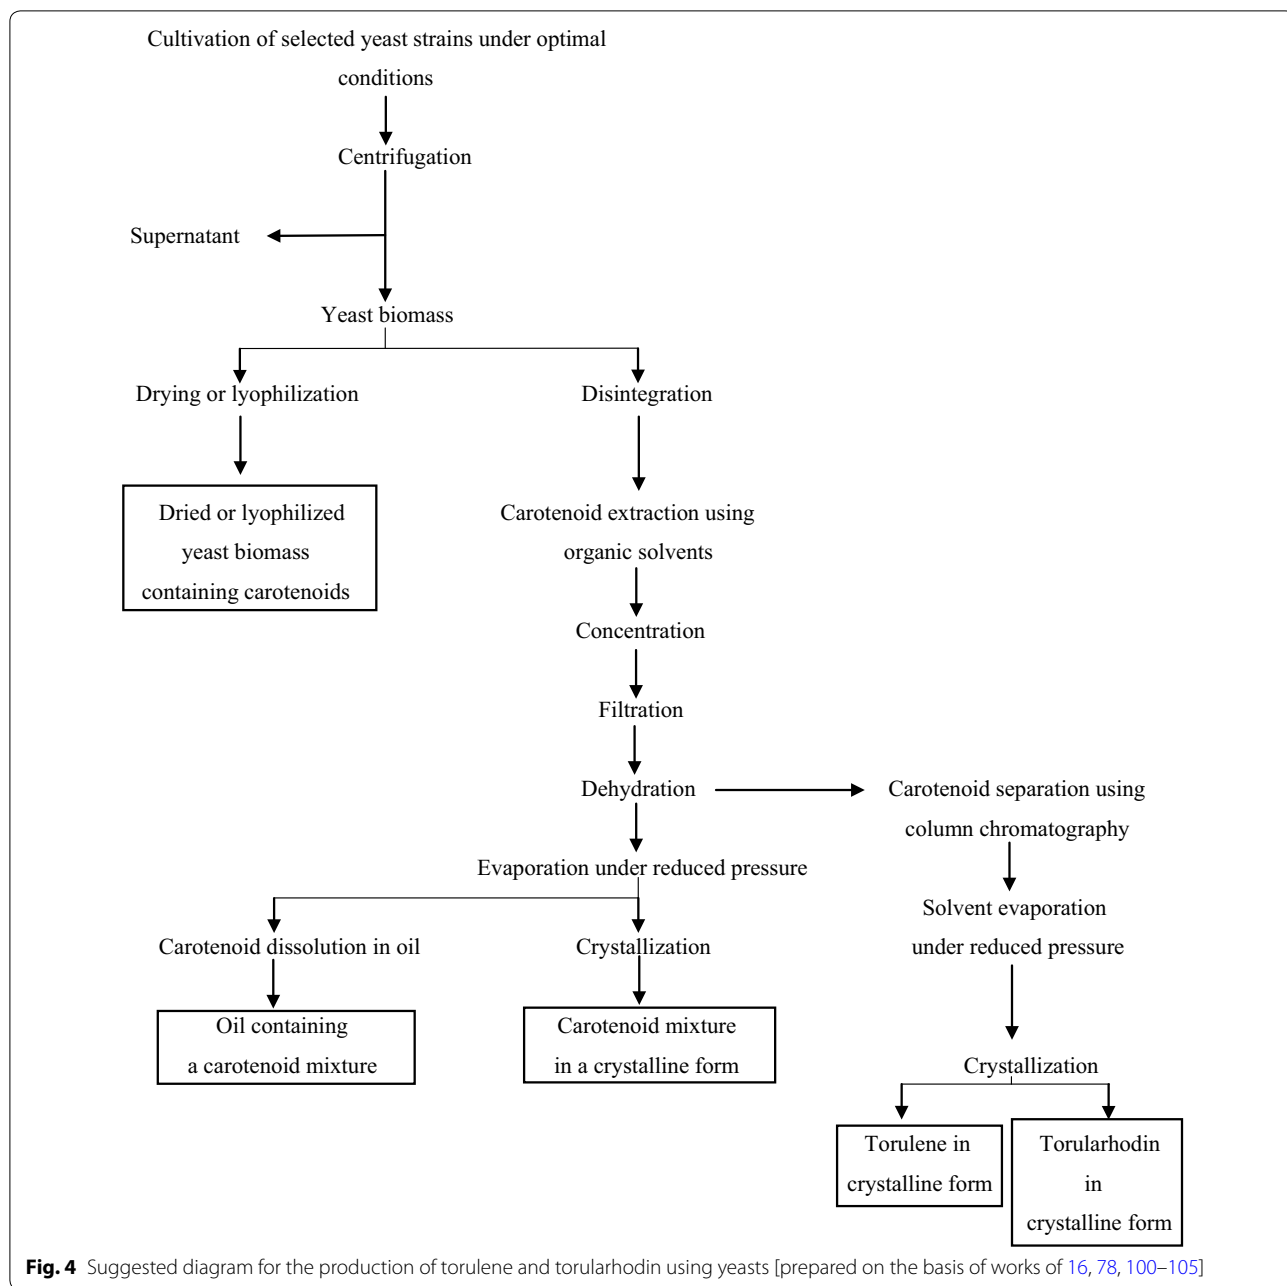 Cultivation of selected yeast strains under optimal
conditions
Centrifugation
Supernatant
Yeast biomass
Drying or lyophilization
Disintegration
Dried or lyophilized
yeast biomass
containing carotenoids
Carotenoid extraction using
organic solvents
Concentration
Filtration
Dehydration
Carotenoid separation using
column chromatography
Evaporation under reduced pressure
Solvent evaporation
under reduced pressure
Carotenoid dissolution in oil
Crystallization
Oil containing
a carotenoid mixture
Carotenoid mixture
in a crystalline form
Crystallization
Torulene in
crystalline form
Torularhodin
in
crystalline form
Fig. 4 Suggested diagram for the production of torulene and torularhodin using yeasts [prepared on the basis of works of 16, 78, 100–105]